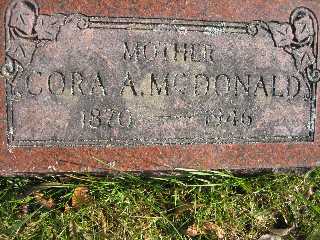 MOTHER
CORA A. MCDONALD
1870 — 1946